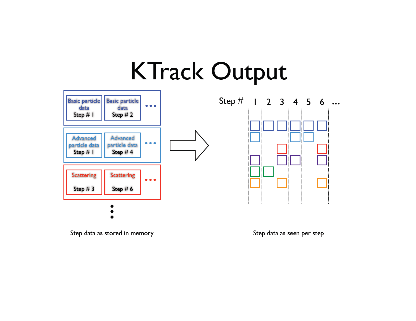 KTrack Output
Step # 1 2 3 4 5 6 ...
Basic particle
data
Step # 1
Basic particle
data
Step # 2
...
Advanced
particle data
Step # 1
Advanced
particle data
Step # 4
...
Scattering
Step # 3
Scattering
Step # 6
...
Step data as stored in memory
Step data as seen per step